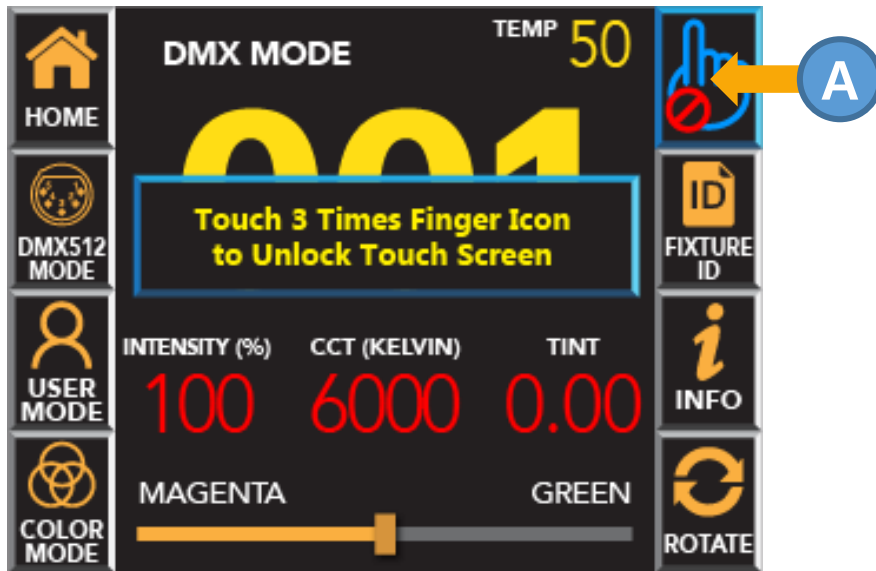 HOME
DMX512
MODE
USER
MODE
COLOR
MODE
DMX MODE
TEMP 50
001
Touch 3 Times Finger Icon
to Unlock Touch Screen
INTENSITY (%) CCT (KELVIN) TINT
100 6000 0.00
MAGENTA GREEN
ID
FIXTURE
ID
i
INFO
ROTATE
A